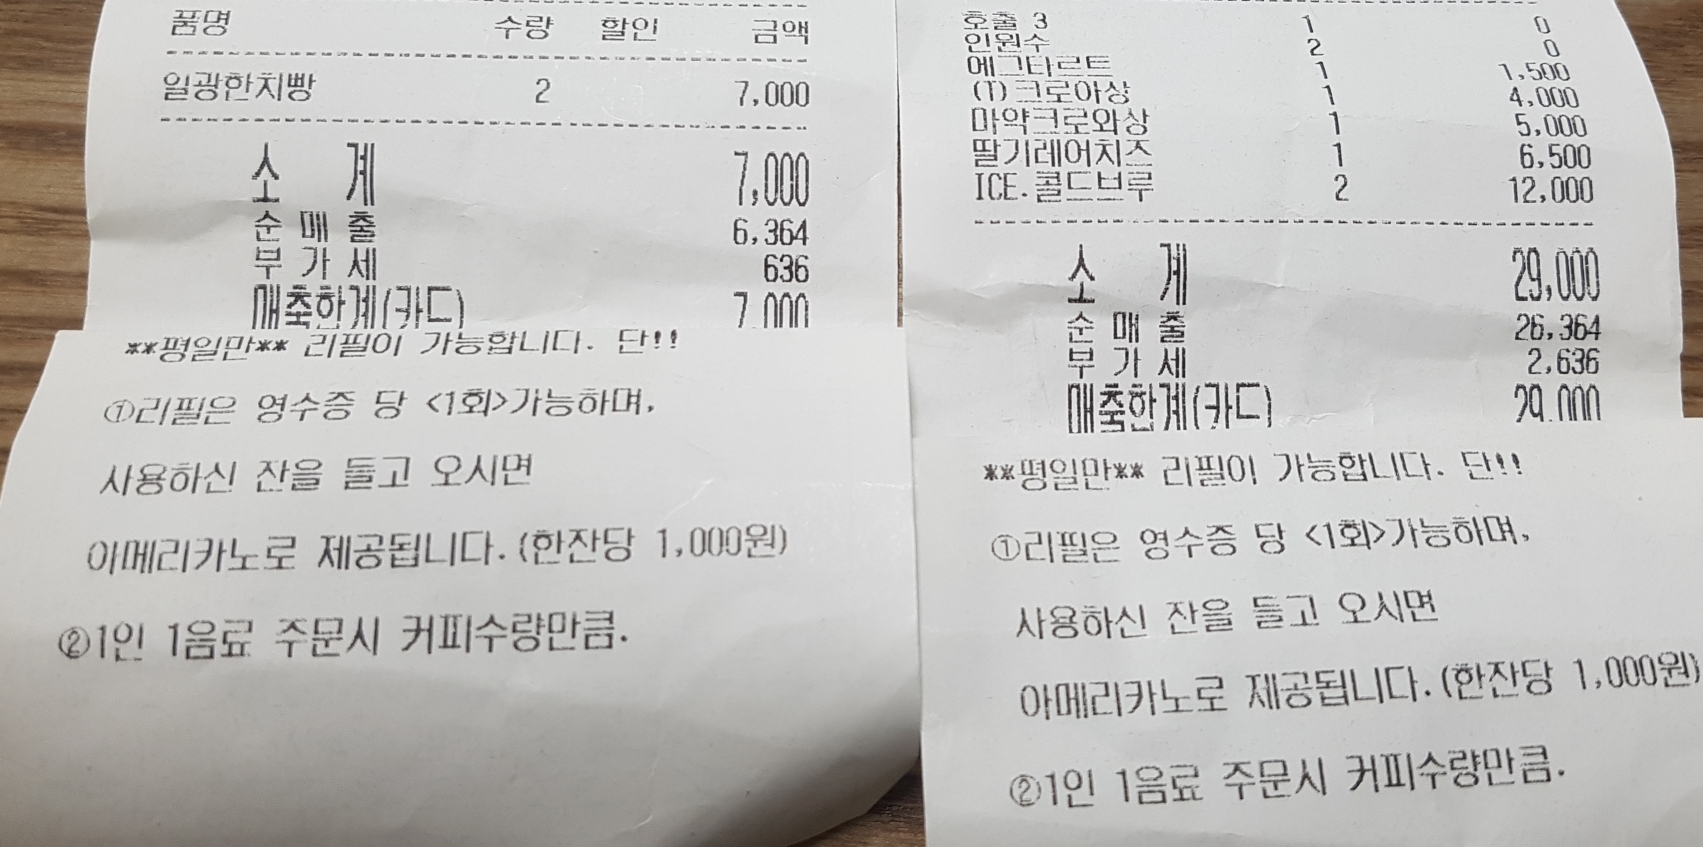 품명 수량 할인 금액
일광한치빵 2 7,000
소 계 7,000
순 매 출 6,364
부 가 세 636
매출합계(카드) 7,000
**평일만** 리필이 가능합니다. 단!!
①리필은 영수증 당 <1회>가능하며,
사용하신 잔을 들고 오시면
아메리카노로 제공됩니다.(한잔당 1,000원)
②1인 1음료 주문시 커피수량만큼.
호출 3 1 0
인원수 2 0
에그타르트 1 1,500
(T)크로아상 1 4,000
마약크로와상 1 5,000
딸기레어치즈 1 6,500
ICE.콜드브루 2 12,000
소 계 29,000
순 매 출 26,364
부 가 세 2,636
매출합계(카드) 29,000
**평일만** 리필이 가능합니다. 단!!
①리필은 영수증 당 <1회>가능하며,
사용하신 잔을 들고 오시면
아메리카노로 제공됩니다.(한잔당 1,000원)
②1인 1음료 주문시 커피수량만큼.